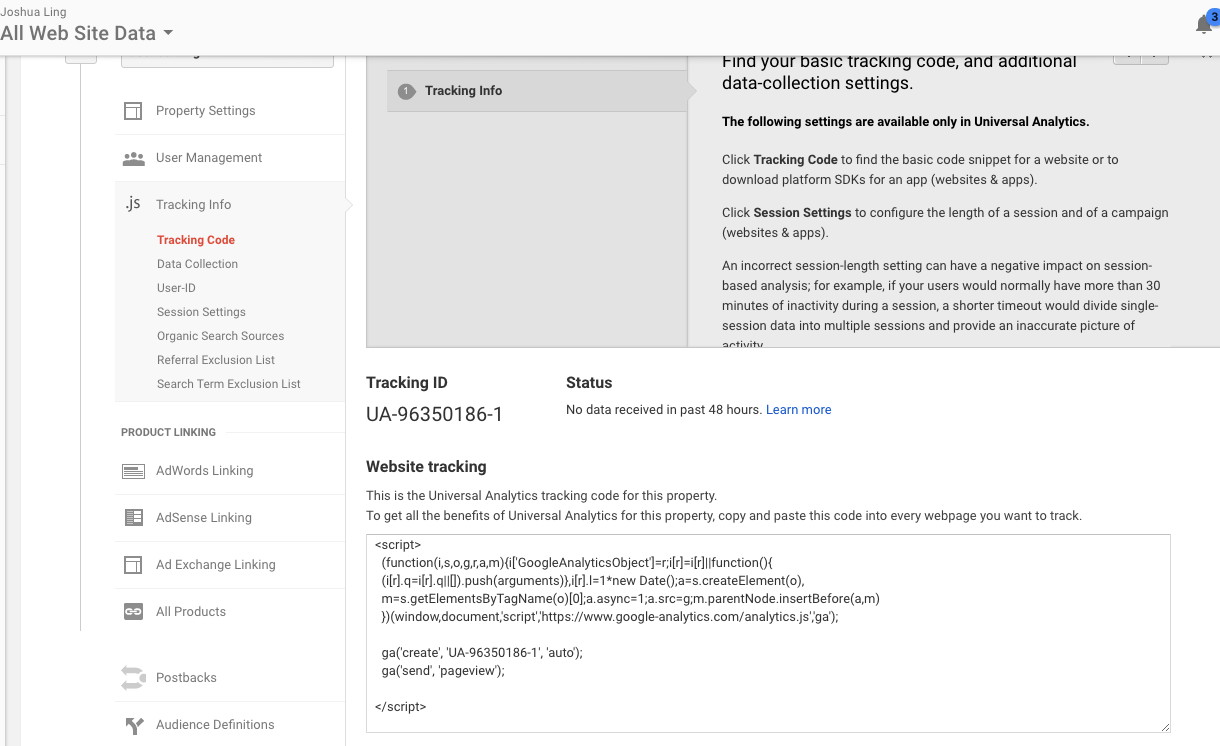 Joshua Ling
All Web Site Data
3
Property Settings
User Management
.js Tracking Info
Tracking Code
Data Collection
User-ID
Session Settings
Organic Search Sources
Referral Exclusion List
Search Term Exclusion List
PRODUCT LINKING
AdWords Linking
AdSense Linking
Ad Exchange Linking
All Products
Postbacks
Audience Definitions
1 Tracking Info
Find your basic tracking code, and additional
data-collection settings.
The following settings are available only in Universal Analytics.
Click Tracking Code to find the basic code snippet for a website or to
download platform SDKs for an app (websites & apps).
Click Session Settings to configure the length of a session and of a campaign
(websites & apps).
An incorrect session-length setting can have a negative impact on session-
based analysis; for example, if your users would normally have more than 30
minutes of inactivity during a session, a shorter timeout would divide single-
session data into multiple sessions and provide an inaccurate picture of
activity
Tracking ID
UA-96350186-1
Status
No data received in past 48 hours. Learn more
Website tracking
This is the Universal Analytics tracking code for this property.
To get all the benefits of Universal Analytics for this property, copy and paste this code into every webpage you want to track.
<script>
(function(i,s,o,g,r,a,m){i['GoogleAnalyticsObject']=r;i[r]=i[r]||function(){
(i[r].q=i[r].q||[]).push(arguments)},i[r].l=1*new Date();a=s.createElement(o),
m=s.getElementsByTagName(o)[0];a.async=1;a.src=g;m.parentNode.insertBefore(a,m)
})(window,document,'script','https://www.google-analytics.com/analytics.js','ga');
ga('create', 'UA-96350186-1', 'auto');
ga('send', 'pageview');
</script>